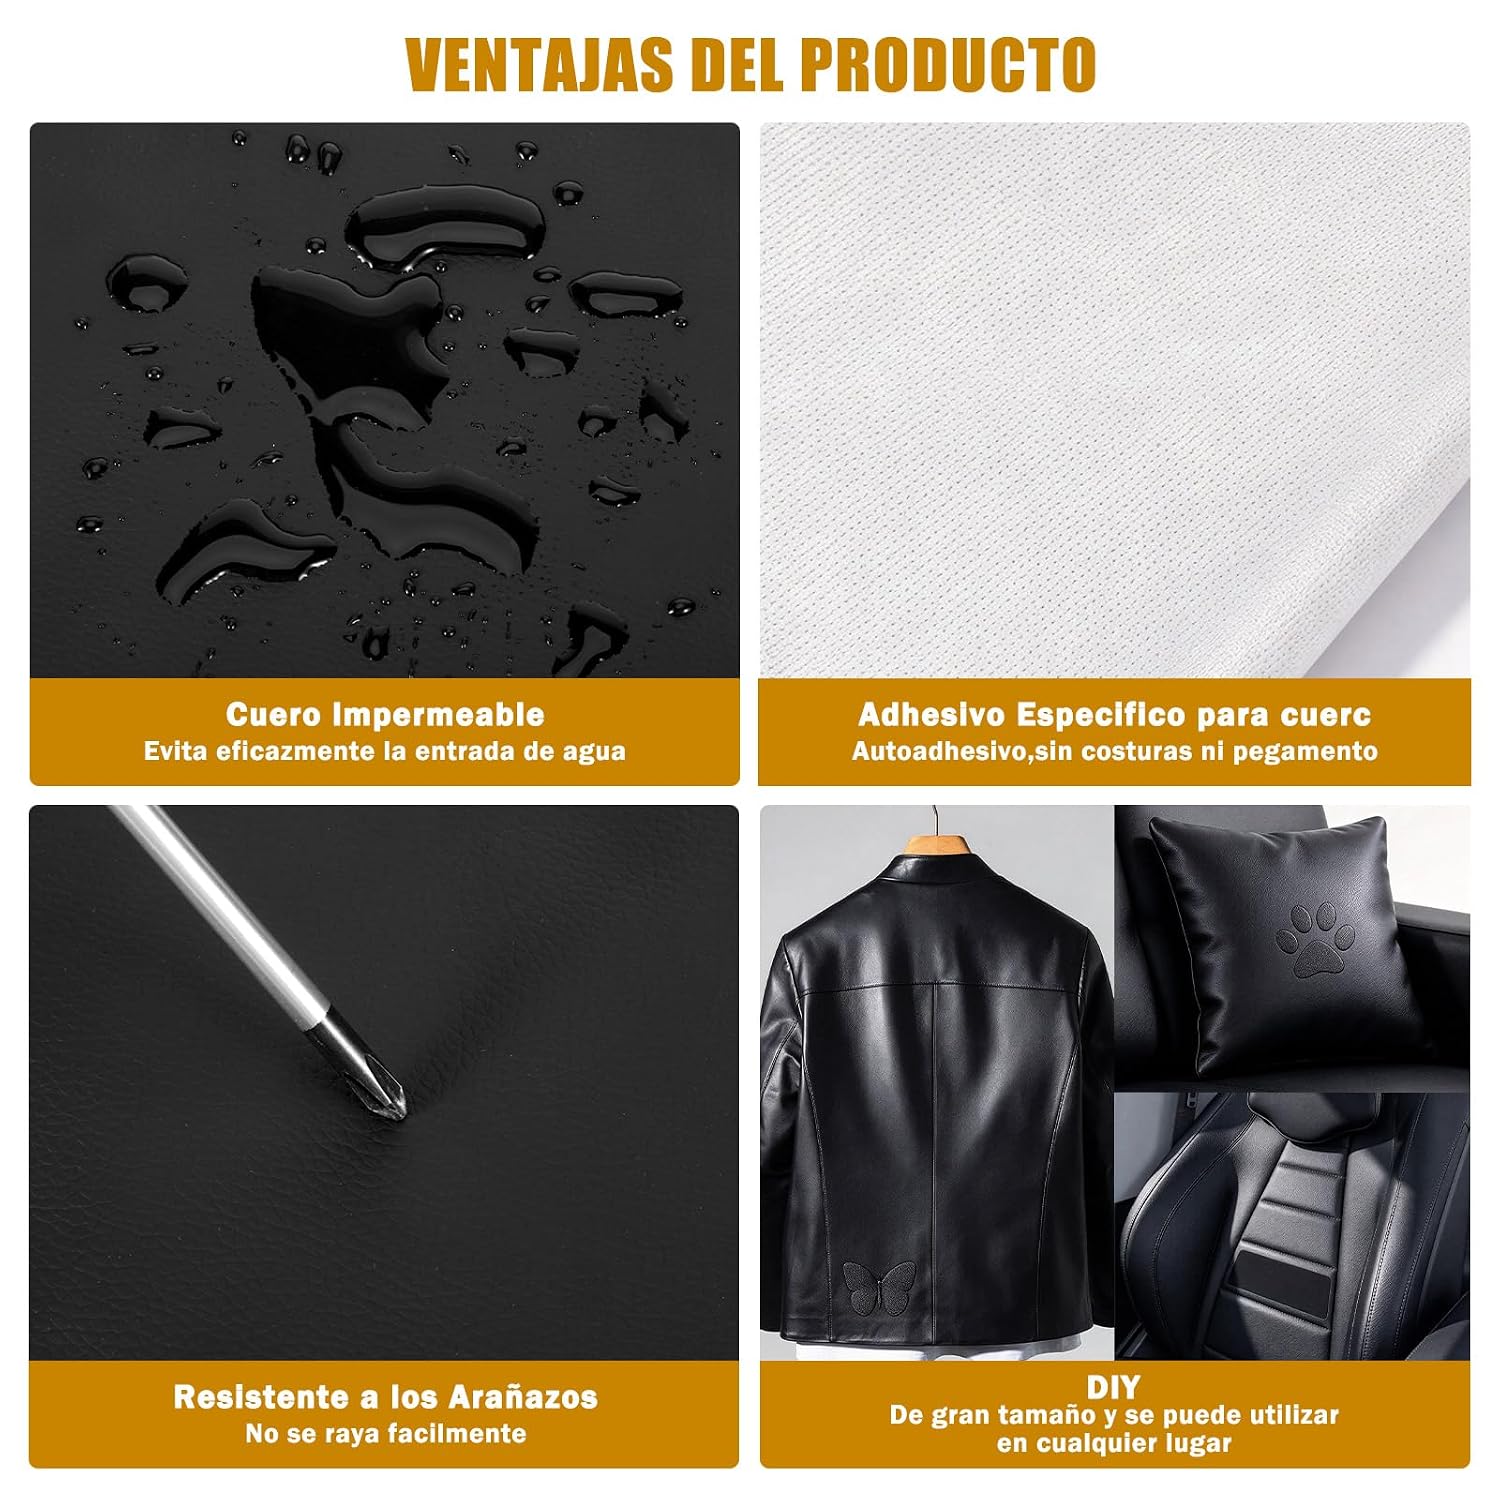 VENTAJAS DEL PRODUCTO
Cuero Impermeable
Evita eficazmente la entrada de agua
Adhesivo Especifico para cuerc
Autoadhesivo,sin costuras ni pegamento
Resistente a los Arañazos
No se raya facilmente
DIY
De gran tamaño y se puede utilizar
en cualquier lugar